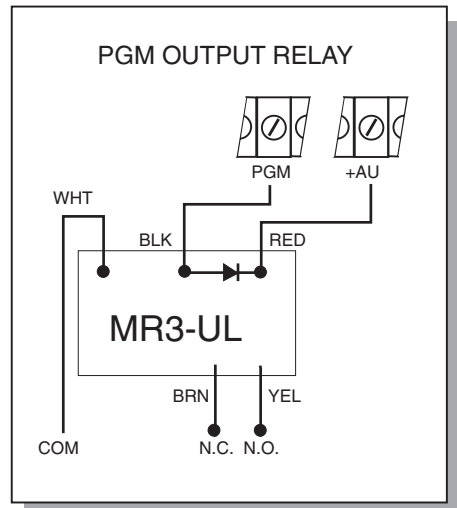 PGM OUTPUT RELAY
PGM +AU
WHT
BLK RED
MR3-UL
BRN YEL
COM N.C. N.O.